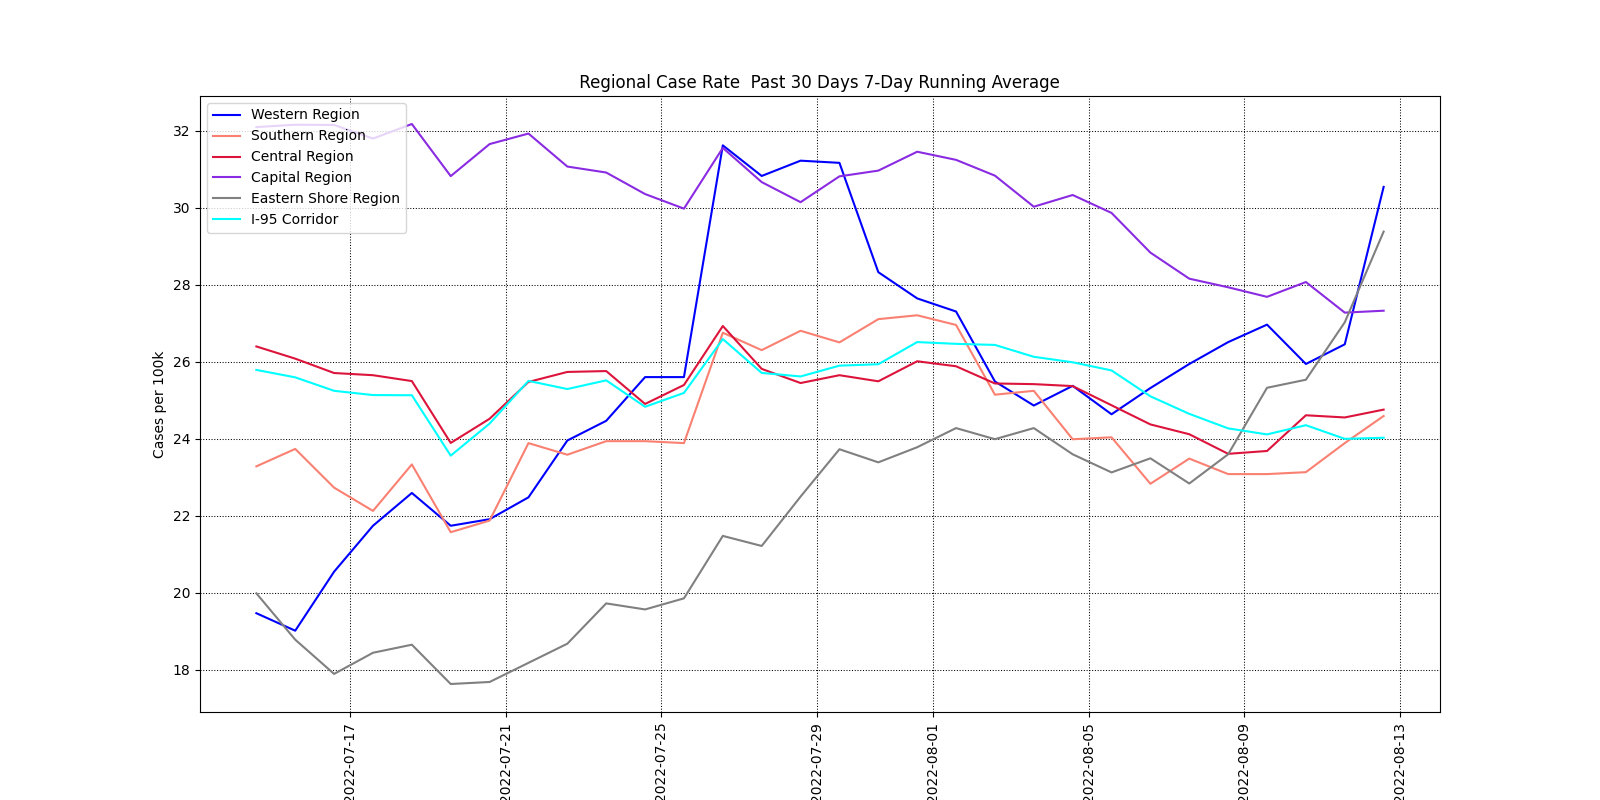 Regional Case Rate  Past 30 Days 7-Day Running Average
Western Region
Southern Region
Central Region
Capital Region
Eastern Shore Region
I-95 Corridor
Cases per 100k
32
30
28
26
24
22
20
18
2022-07-17
2022-07-21
2022-07-25
2022-07-29
2022-08-01
2022-08-05
2022-08-09
2022-08-13